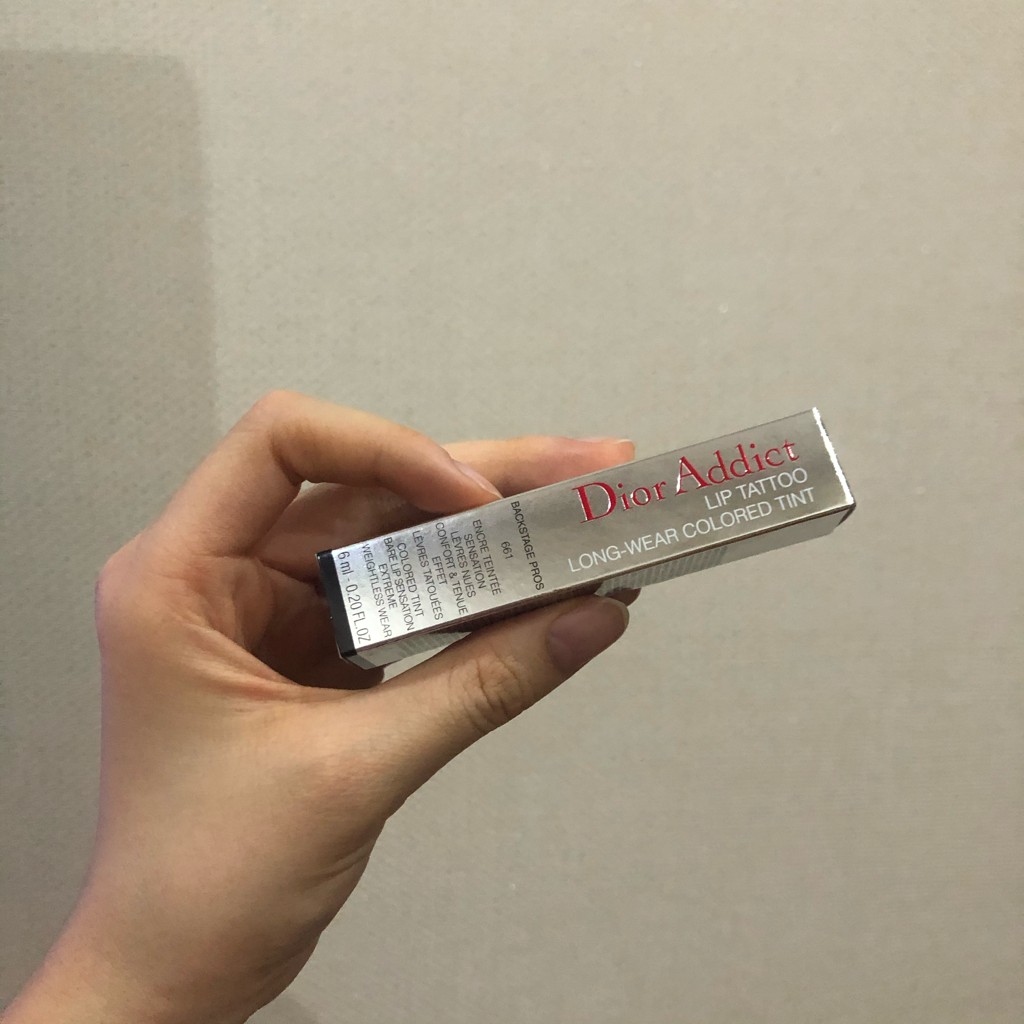 Dior Addict
LIP TATTOO
LONG-WEAR COLORED TINT
BACKSTAGE PROS
661
ENCRE TEINTÉE
SENSATION
LÈVRES NUES
CONFORT & TENUE
EFFET
LÈVRES TATOUÉES
COLORED TINT
BARE LIP SENSATION
EXTREME
WEIGHTLESS WEAR
6 ml - 0.20 FL.OZ